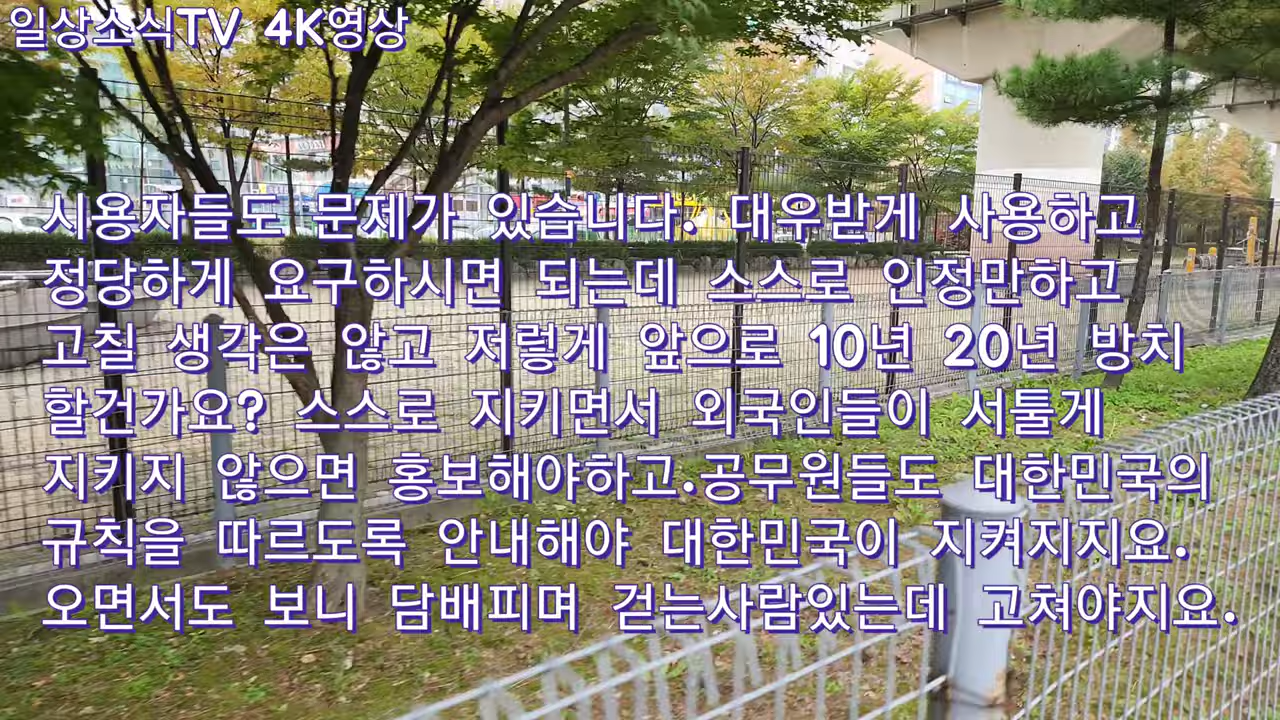 일상소식TV 4K영상
시용자들도 문제가 있습니다. 대우받게 사용하고
정당하게 요구하시면 되는데 스스로 인정만하고
고칠 생각은 않고 저렇게 앞으로 10년 20년 방치
할건가요? 스스로 지키면서 외국인들이 서툴게
지키지 않으면 홍보해야하고.공무원들도 대한민국의
규칙을 따르도록 안내해야 대한민국이 지켜지지요.
오면서도 보니 담배피며 걷는사람있는데 고쳐야지요.